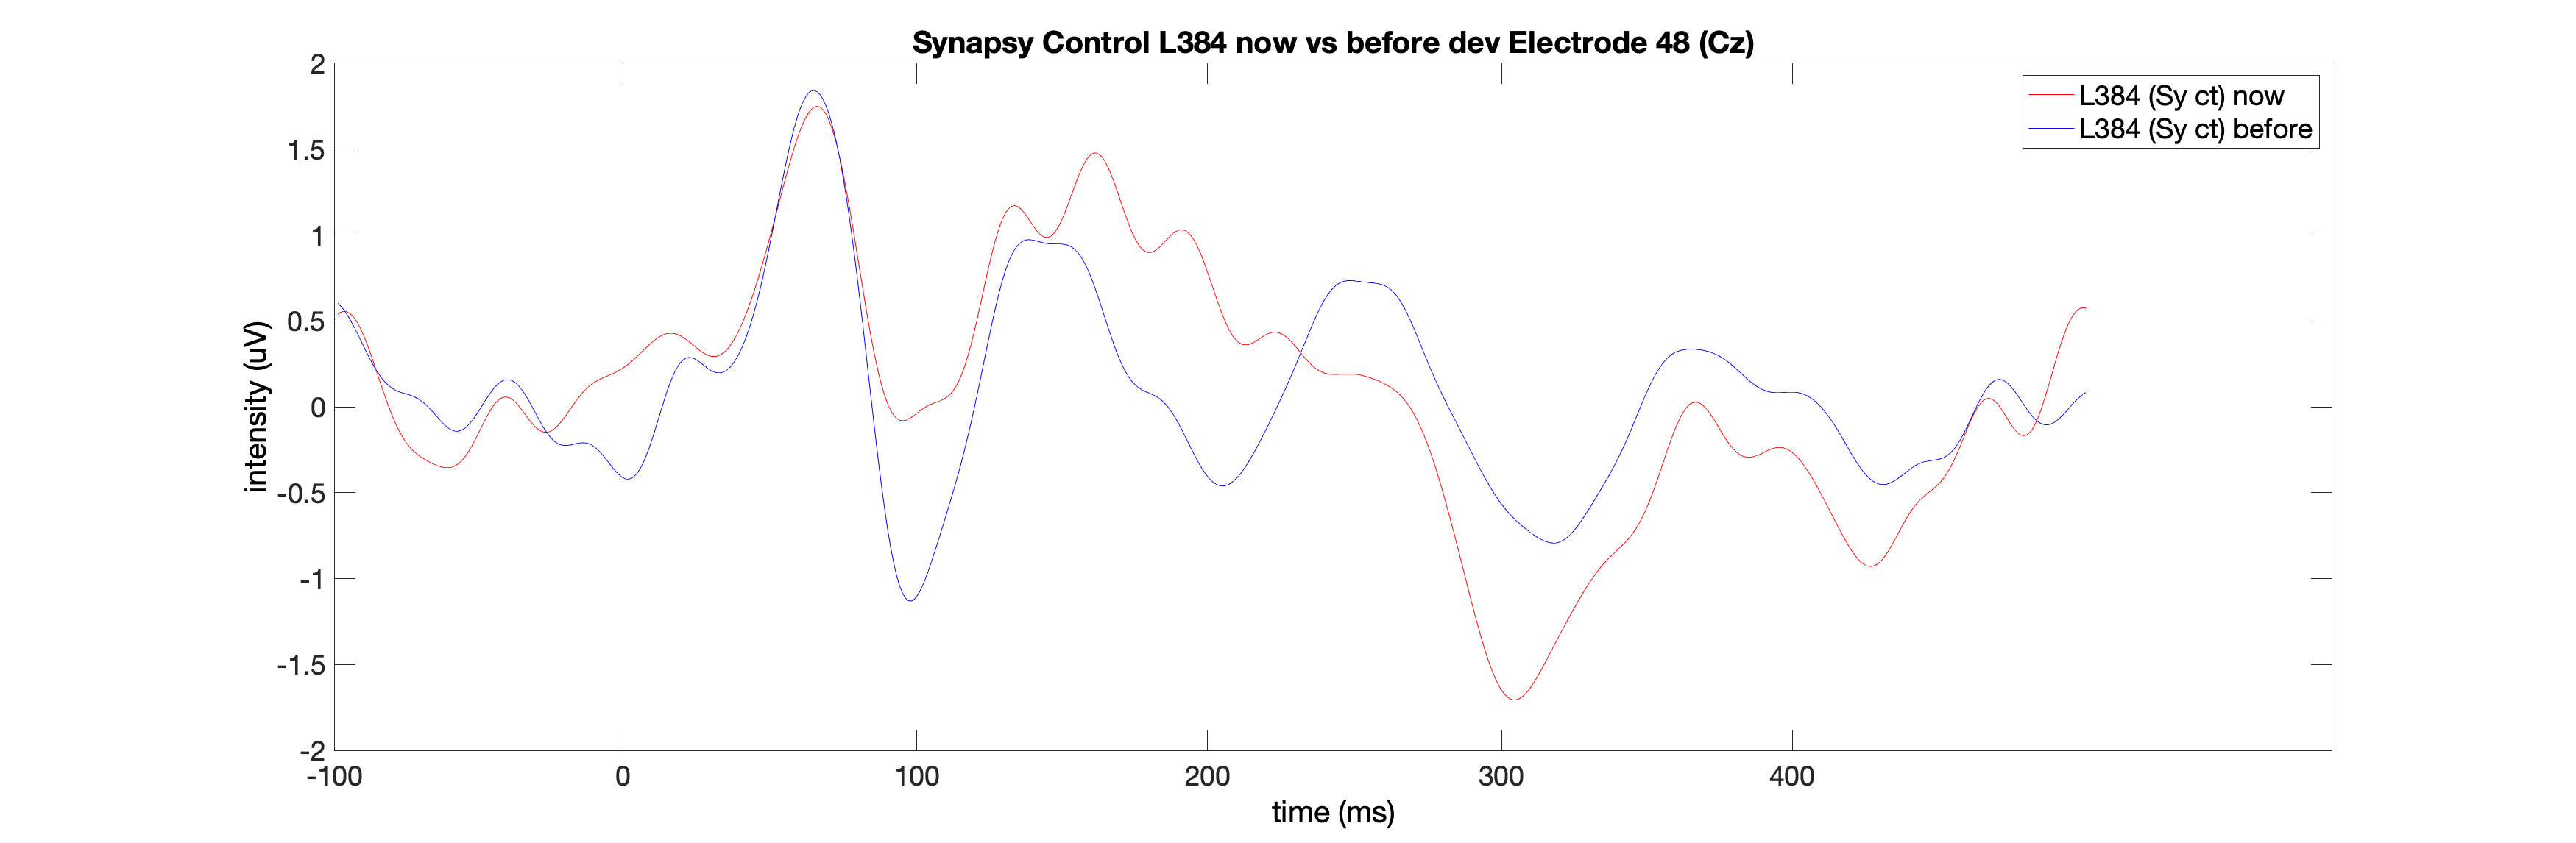 Synapsy Control L384 now vs before dev Electrode 48 (Cz)
L384 (Sy ct) now
L384 (Sy ct) before
intensity (uV)
2
1.5
1
0.5
0
-0.5
-1
-1.5
-2
-100 0 100 200 300 400
time (ms)